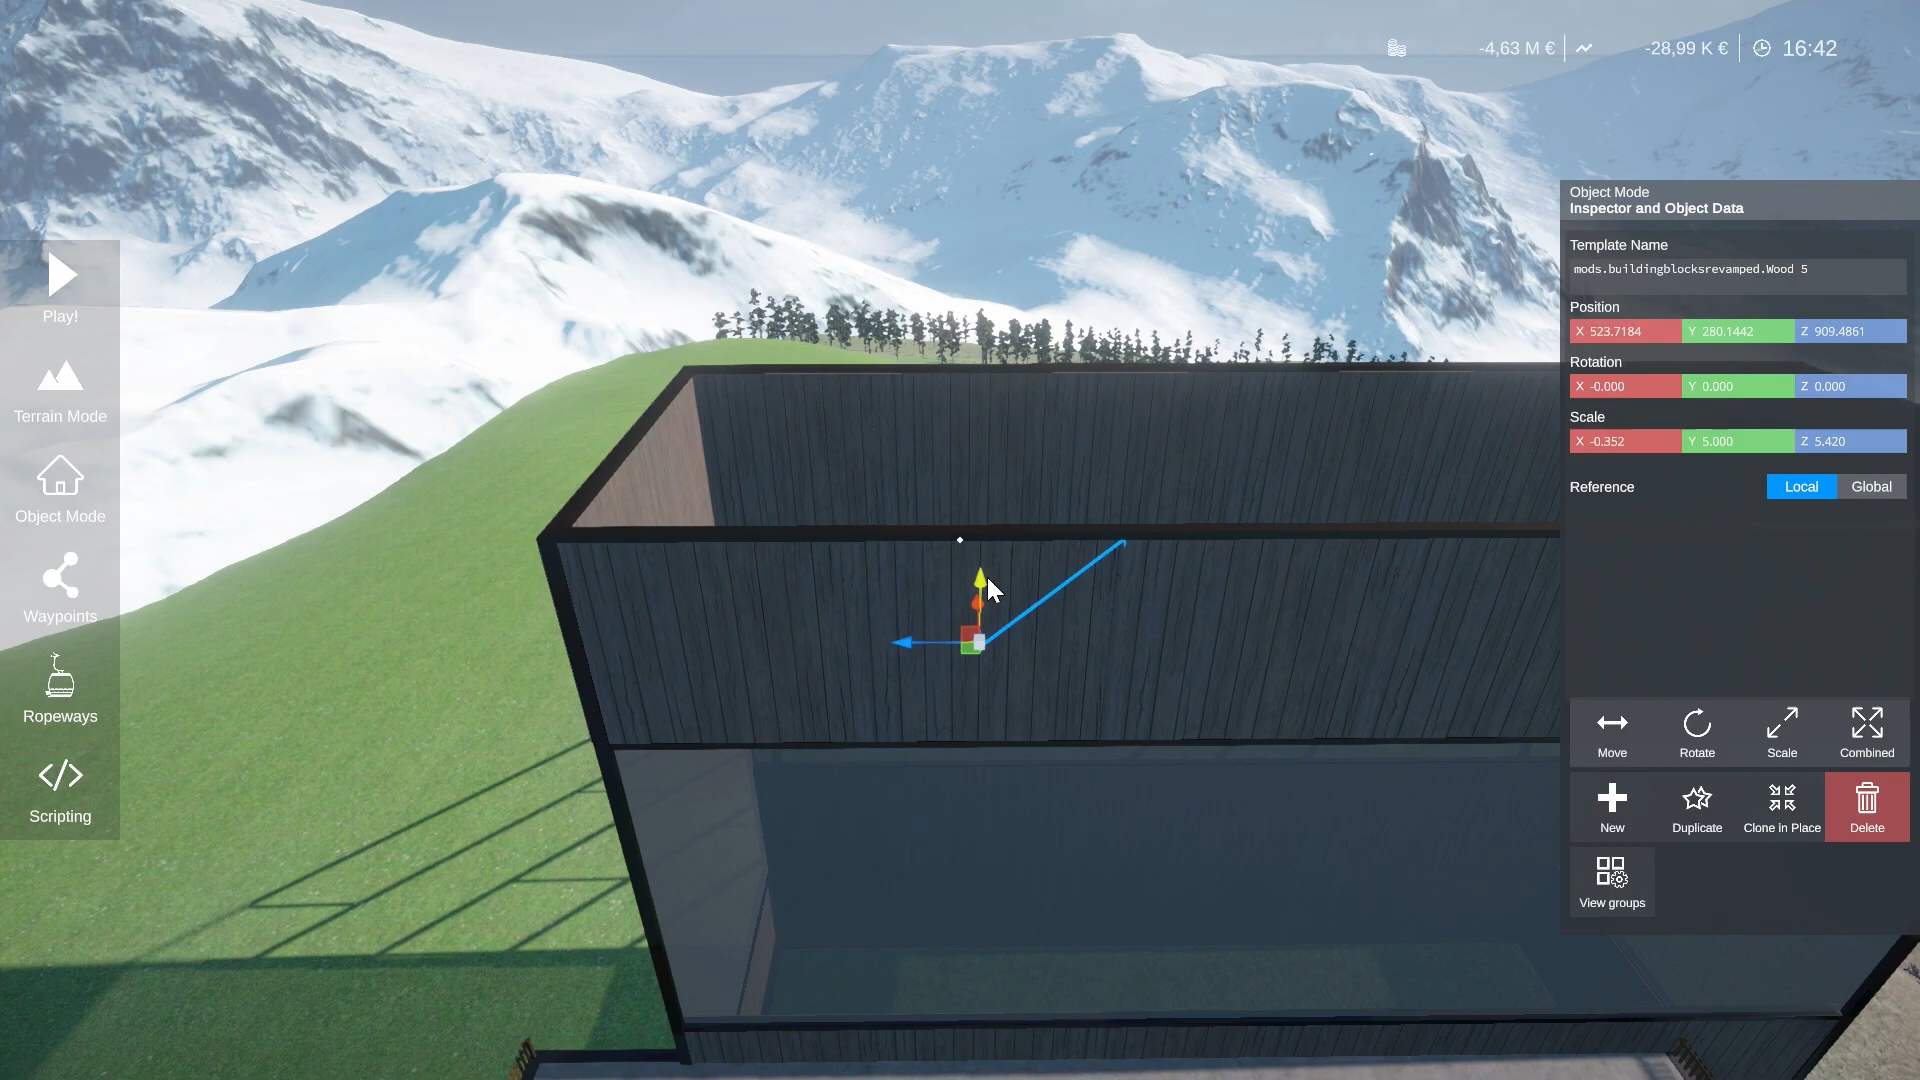 -4,63 M €
-28,99 K €
16:42
Play!
Terrain Mode
Object Mode
Waypoints
Ropeways
Scripting
Object Mode
Inspector and Object Data
Template Name
mods.buildingblocksrevamped.Wood 5
Position
X 523.7184 Y 280.1442 Z 909.4861
Rotation
X -0.000 Y 0.000 Z 0.000
Scale
X -0.352 Y 5.000 Z 5.420
Reference Local Global
Move Rotate Scale Combined
New Duplicate Clone in Place Delete
View groups